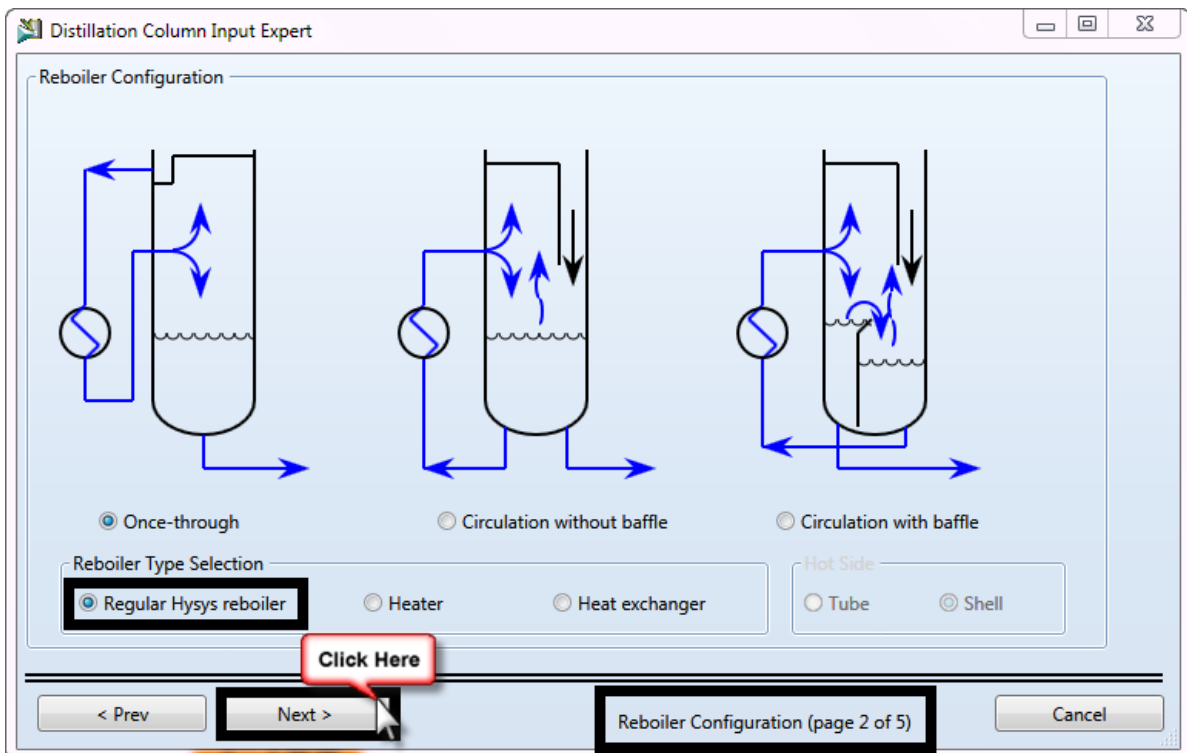 Distillation Column Input Expert
Reboiler Configuration
Once-through
Circulation without baffle
Circulation with baffle
Reboiler Type Selection
Hot Side
Regular Hysys reboiler
Heater
Heat exchanger
Tube
Shell
Click Here
< Prev
Next >
Reboiler Configuration (page 2 of 5)
Cancel